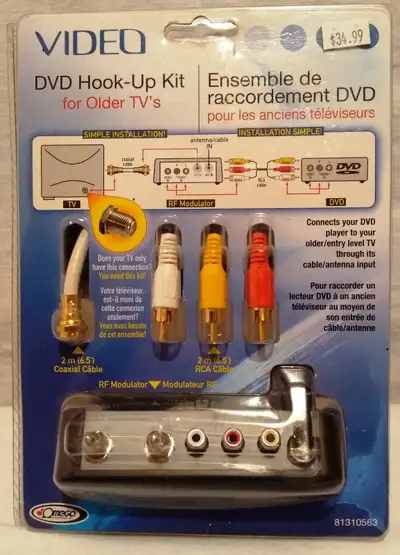 VIDEO
$34.99
DVD Hook-Up Kit
for Older TV's
Ensemble de
raccordement DVD
pour les anciens téléviseurs
SIMPLE INSTALLATION!
antenna/cable
IN
INSTALLATION SIMPLE!
coaxial
cable
RCA
cable
DVD
TV
RF Modulator
DVD
Does your TV only
have this connection?
You need this kit!
Votre téléviseur
est-il muni de
cette connexion
seulement?
Vous avez besoin
de cet ensemble!
Connects your DVD
player to your
older/entry level TV
through its
cable/antenna input
Pour raccorder un
lecteur DVD à un ancien
téléviseur au moyen de
son entrée de
câble/antenne
2 m (6.5')
Coaxial Câble
2 m (6.5')
RCA Câble
RF Modulator
Modulateur RF
Omega
81310563